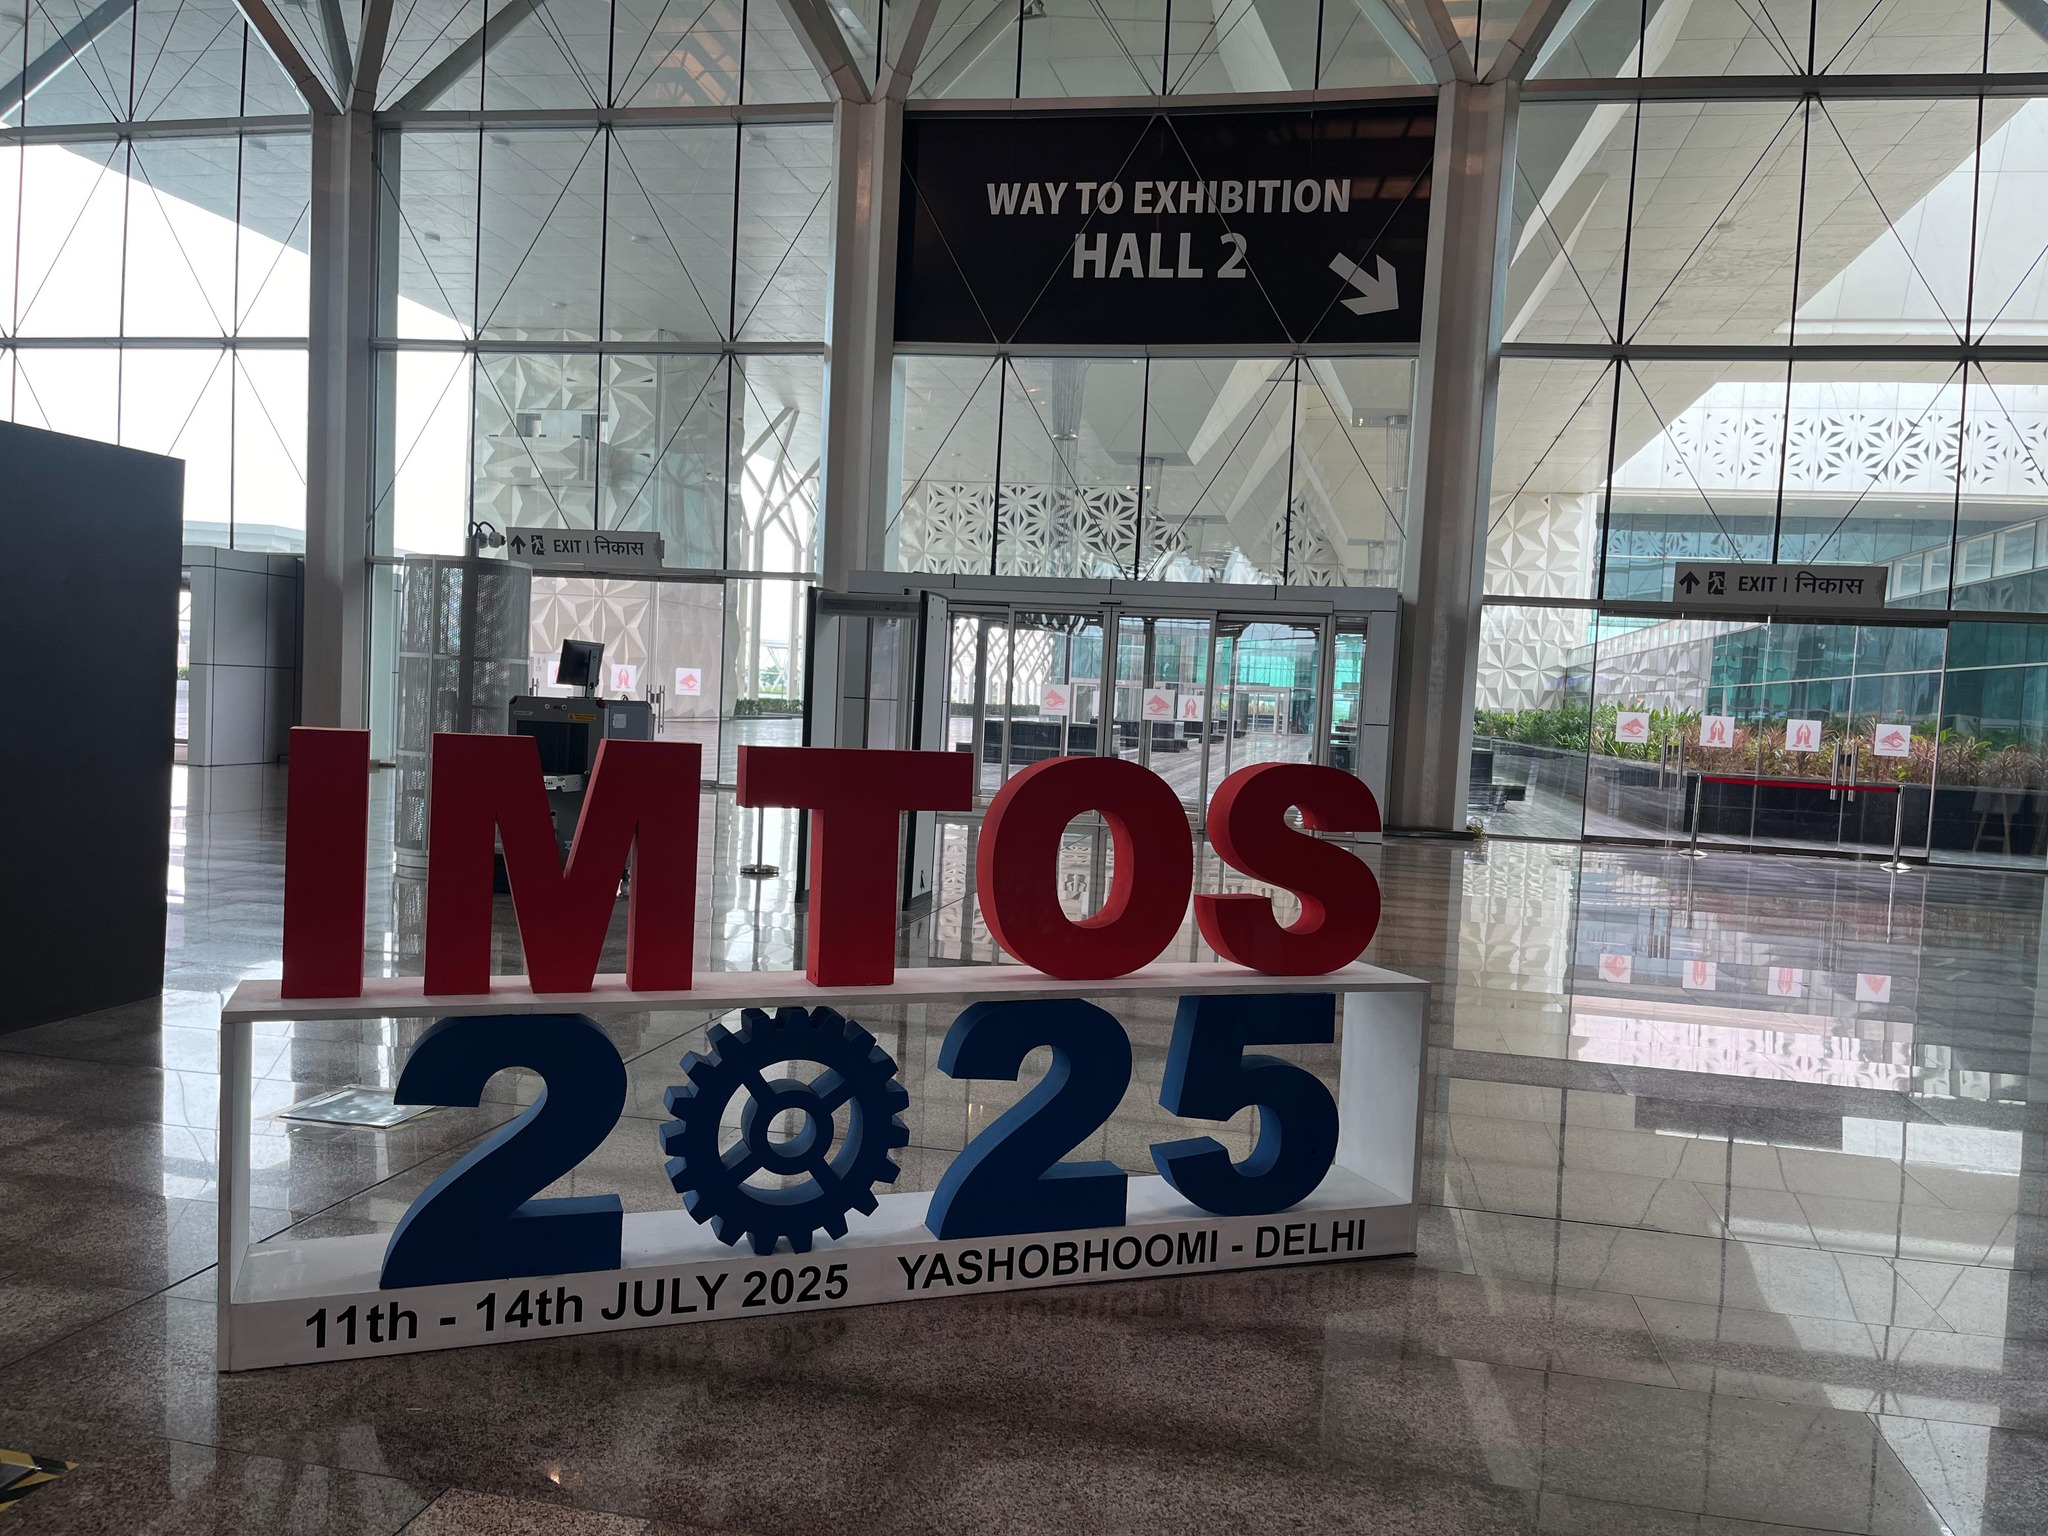 WAY TO EXHIBITION
HALL 2
EXIT | निकास
EXIT | निकास
IMTOS
2025
11th - 14th JULY 2025 YASHOBHOOMI - DELHI